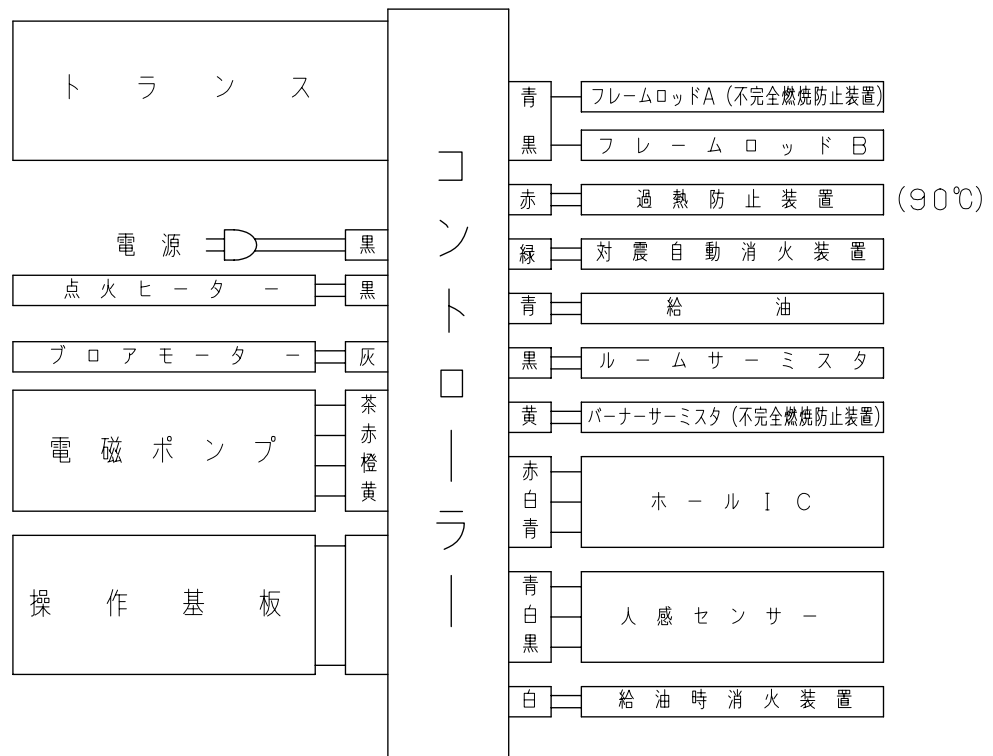 トランス
電源
黒
点火ヒーター
黒
ブロアモーター
灰
電磁ポンプ
茶
赤
橙
黄
操作基板
コントローラー
青
フレームロッドA(不完全燃焼防止装置)
黒
フレームロッドB
赤
過熱防止装置
(90℃)
緑
対震自動消火装置
青
給油
黒
ルームサーミスタ
黄
バーナーサーミスタ(不完全燃焼防止装置)
赤
白
青
ホールIC
青
白
黒
人感センサー
白
給油時消火装置